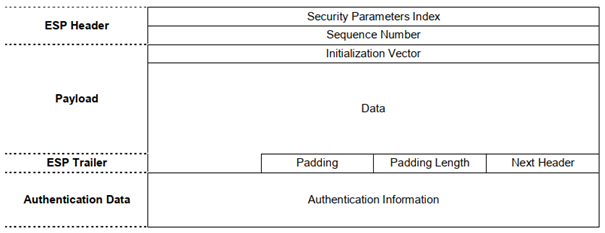 Security Parameters Index
ESP Header
Sequence Number
Initialization Vector
Payload
Data
ESP Trailer Padding Padding Length Next Header
Authentication Data Authentication Information